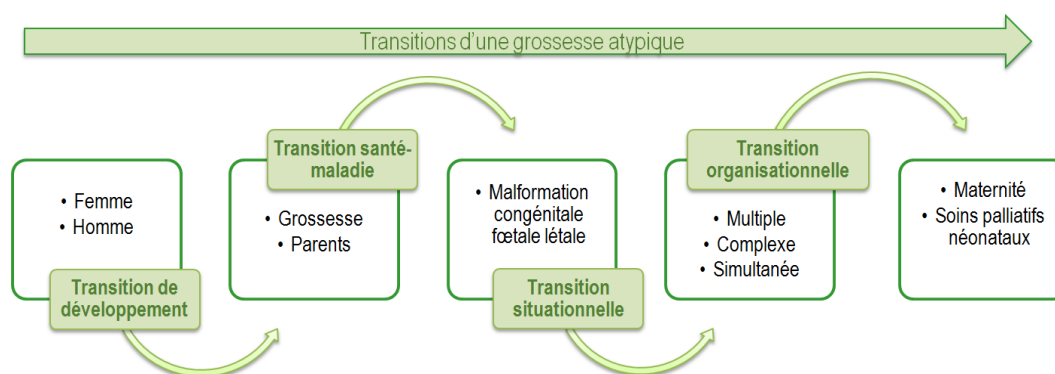 Transitions d'une grossesse atypique
• Femme
• Homme
Transition de
développement
Transition santé-
maladie
• Grossesse
• Parents
• Malformation
congénitale
fœtale létale
Transition
situationnelle
Transition
organisationnelle
• Multiple
• Complexe
• Simultanée
• Maternité
• Soins palliatifs
néonataux